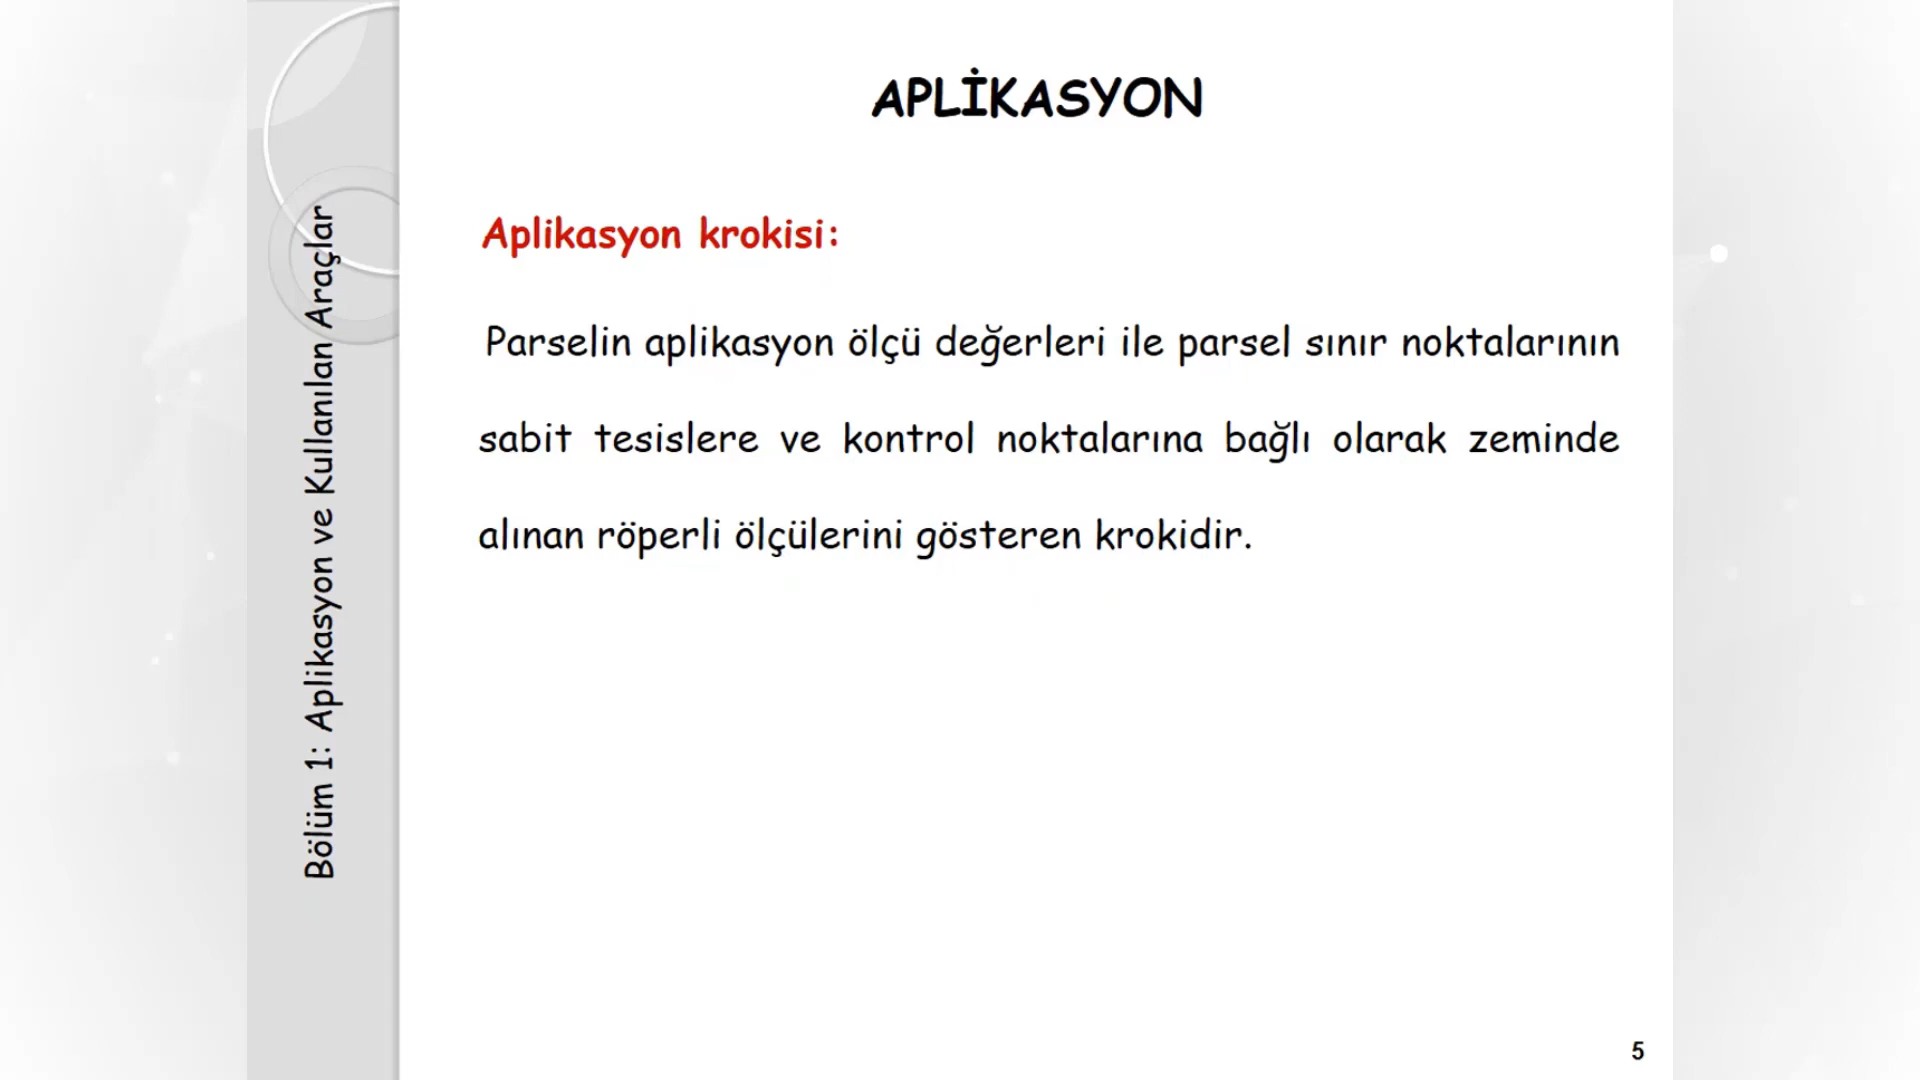 APLİKASYON
Aplikasyon krokisi:
Parselin aplikasyon ölçü değerleri ile parsel sınır noktalarının
sabit tesislere ve kontrol noktalarına bağlı olarak zeminde
alınan röperli ölçülerini gösteren krokidir.
Bölüm 1: Aplikasyon ve Kullanılan Araçlar
5